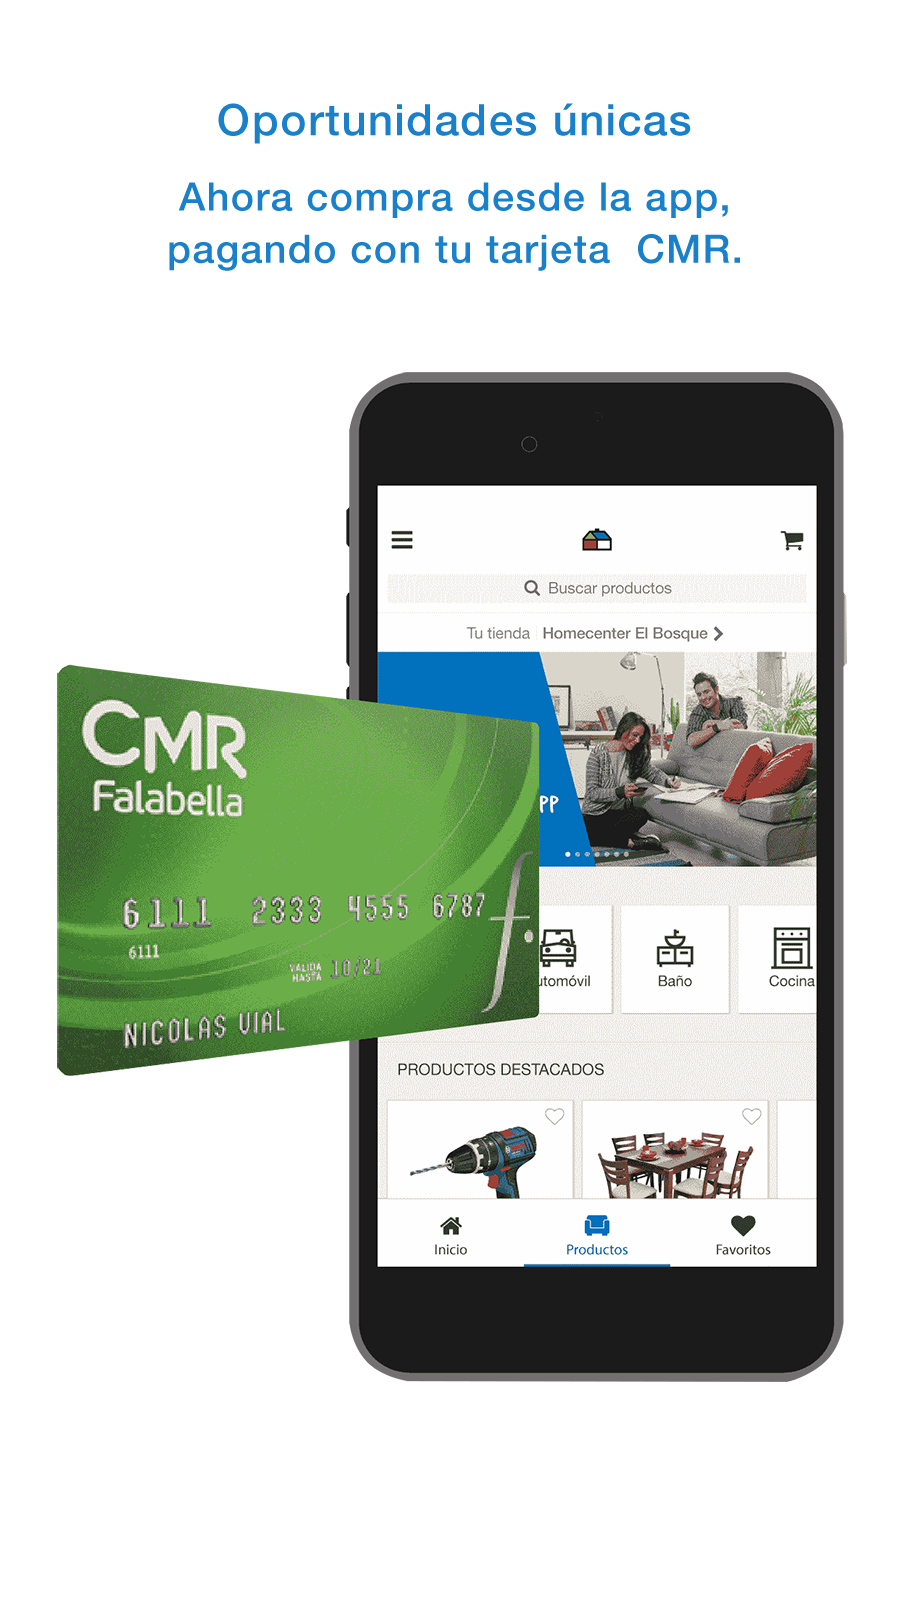 Oportunidades únicas
Ahora compra desde la app,
pagando con tu tarjeta CMR.
Buscar productos
Tu tienda Homecenter El Bosque
PP
CMR
Falabella
6111 2333 4555 6787
6111
VALIDA HASTA 10/21
NICOLAS VIAL
utomóvil
Baño
Cocina
PRODUCTOS DESTACADOS
Inicio
Productos
Favoritos